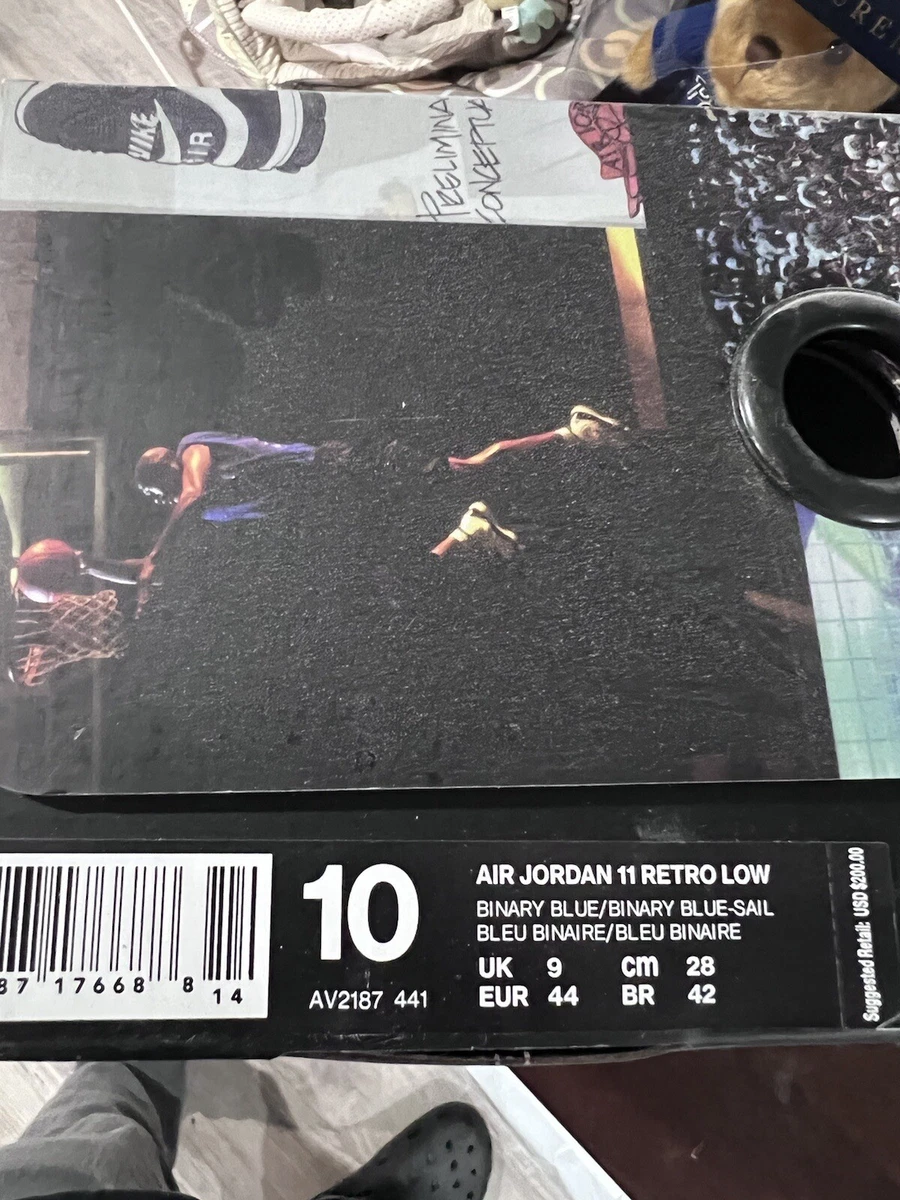 NIKE
AIR
PRELIMINA
CONCEPTUA
10
AV2187 441
AIR JORDAN 11 RETRO LOW
BINARY BLUE/BINARY BLUE-SAIL
BLEU BINAIRE/BLEU BINAIRE
UK 9 cm 28
EUR 44 BR 42
Suggested Retail: USD $200.00
87 17668 8
14